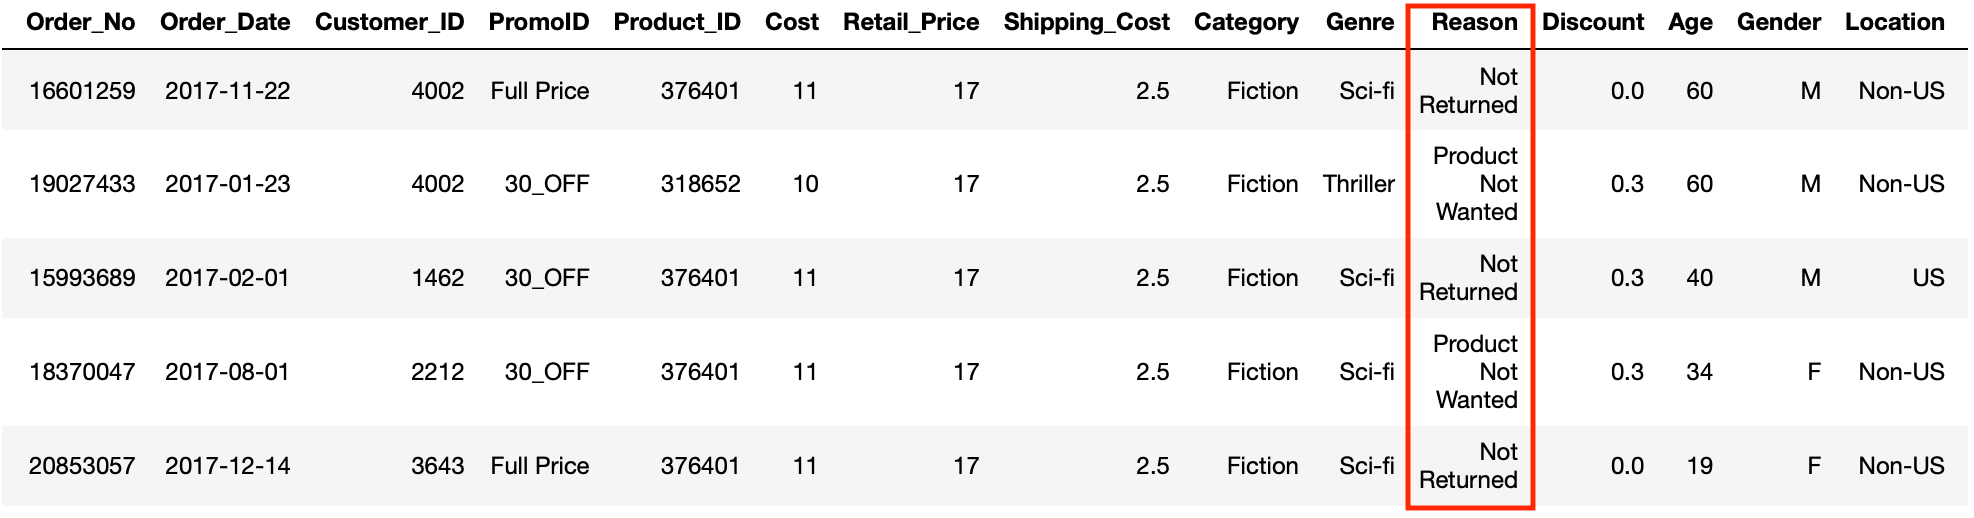 Order_No Order_Date Customer_ID PromoID Product_ID Cost Retail_Price Shipping_Cost Category Genre Reason Discount Age Gender Location
16601259 2017-11-22 4002 Full Price 376401 11 17 2.5 Fiction Sci-fi Not Returned 0.0 60 M Non-US
19027433 2017-01-23 4002 30_OFF 318652 10 17 2.5 Fiction Thriller Product Not Wanted 0.3 60 M Non-US
15993689 2017-02-01 1462 30_OFF 376401 11 17 2.5 Fiction Sci-fi Not Returned 0.3 40 M US
18370047 2017-08-01 2212 30_OFF 376401 11 17 2.5 Fiction Sci-fi Product Not Wanted 0.3 34 F Non-US
20853057 2017-12-14 3643 Full Price 376401 11 17 2.5 Fiction Sci-fi Not Returned 0.0 19 F Non-US